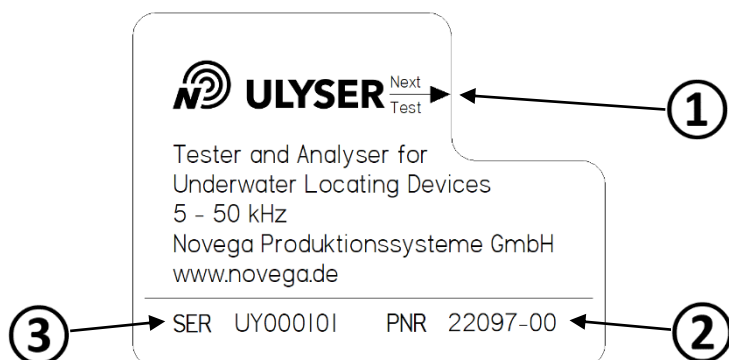 ULYSER Next
Test
1
Tester and Analyser for
Underwater Locating Devices
5 - 50 kHz
Novega Produktionssysteme GmbH
www.novega.de
3 SER UY000101 PNR 22097-00 2